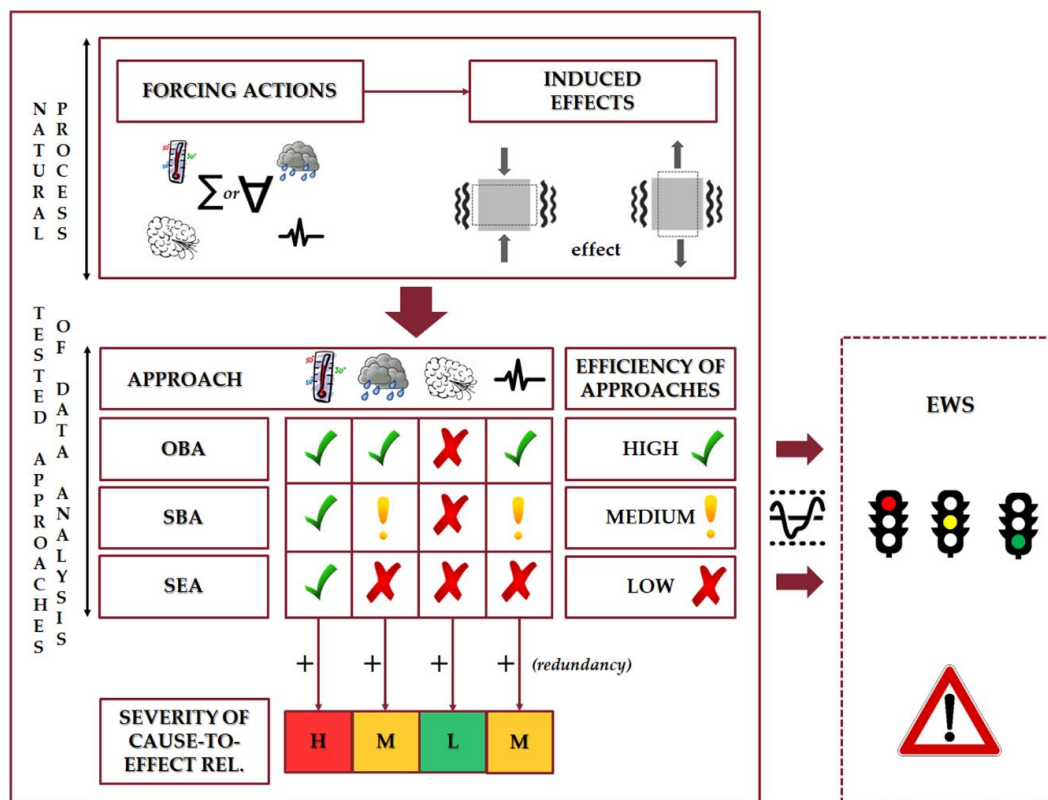 NATURAL
PROCESS
FORCING ACTIONS
INDUCED
EFFECTS
∑ or ∀
effect
TESTED APPROACHES
OF DATA ANALYSIS
APPROACH
EFFICIENCY OF
APPROACHES
OBA
HIGH
SBA
MEDIUM
SEA
LOW
+ + + + (redundancy)
SEVERITY OF
CAUSE-TO-
EFFECT REL.
H M L M
EWS